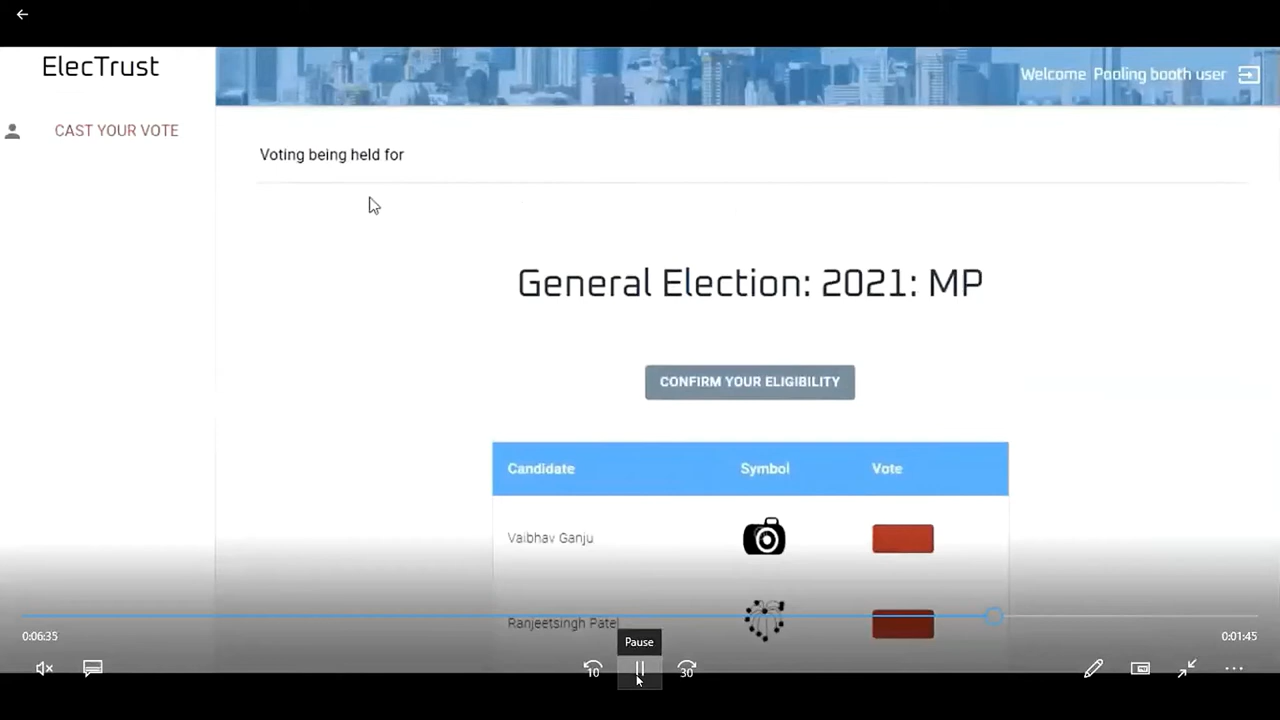 ElecTrust
Welcome Pooling booth user
CAST YOUR VOTE
Voting being held for
General Election: 2021: MP
CONFIRM YOUR ELIGIBILITY
Candidate Symbol Vote
Vaibhav Ganju
Ranjeetsingh Patel
0:06:35
Pause
0:01:45
10
30